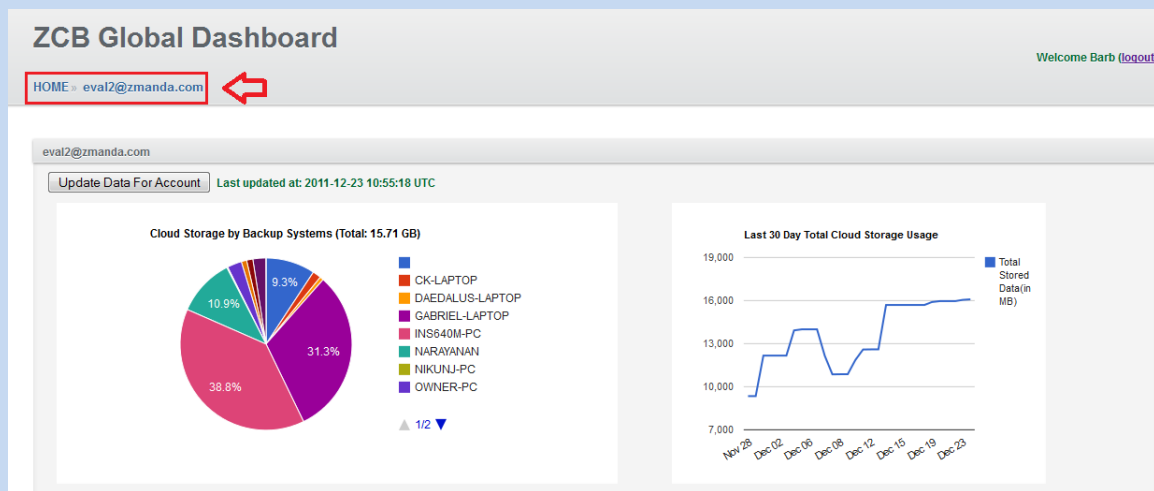 ZCB Global Dashboard
Welcome Barb (logout
HOME » eval2@zmanda.com
eval2@zmanda.com
Update Data For Account Last updated at: 2011-12-23 10:55:18 UTC
Cloud Storage by Backup Systems (Total: 15.71 GB)
9.3%
10.9%
31.3%
38.8%
CK-LAPTOP
DAEDALUS-LAPTOP
GABRIEL-LAPTOP
INS640M-PC
NARAYANAN
NIKUNJ-PC
OWNER-PC
1/2
Last 30 Day Total Cloud Storage Usage
19,000
16,000
13,000
10,000
7,000
Nov 28 Dec 02 Dec 06 Dec 08 Dec 12 Dec 15 Dec 19 Dec 23
Total
Stored
Data(in
MB)